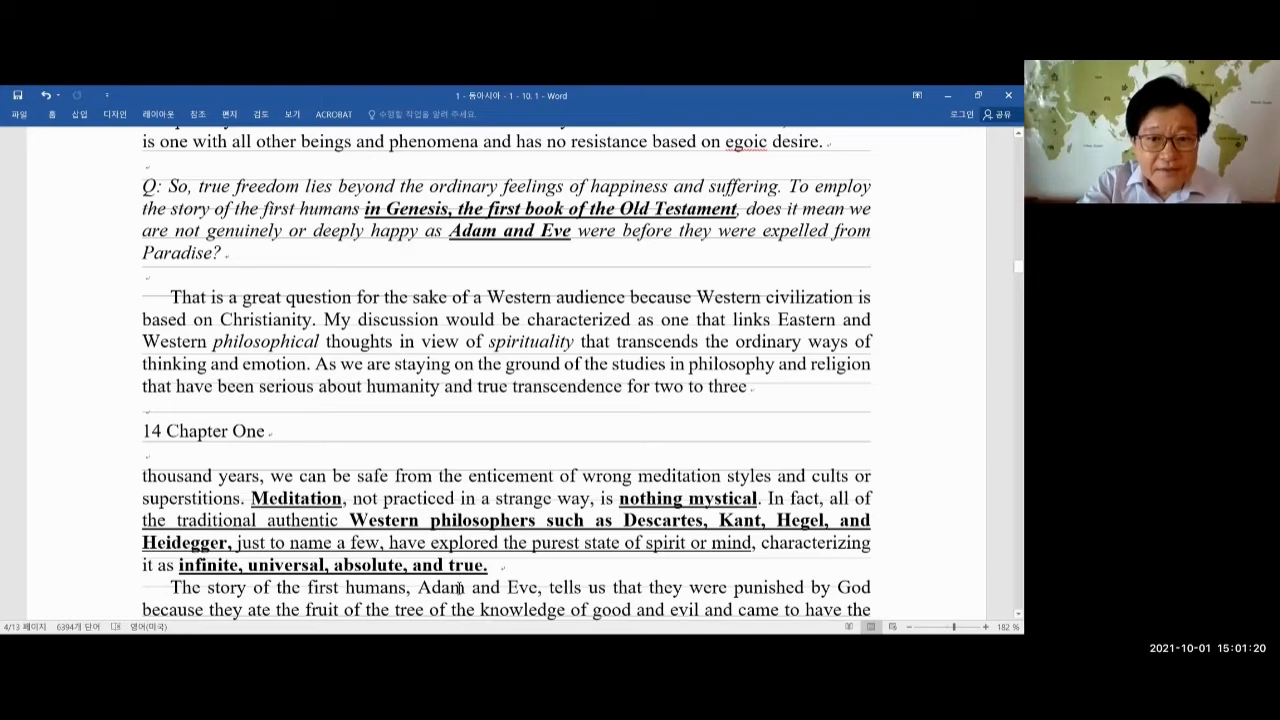 1 - 동아시아 - 1 - 10. 1 - Word
파일 홈 삽입 디자인 레이아웃 참조 편지 검토 보기 ACROBAT 수행할 작업을 알려 주세요. 로그인 공유
is one with all other beings and phenomena and has no resistance based on egoic desire.
Q: So, true freedom lies beyond the ordinary feelings of happiness and suffering. To employ
the story of the first humans in Genesis, the first book of the Old Testament, does it mean we
are not genuinely or deeply happy as Adam and Eve were before they were expelled from
Paradise?
That is a great question for the sake of a Western audience because Western civilization is
based on Christianity. My discussion would be characterized as one that links Eastern and
Western philosophical thoughts in view of spirituality that transcends the ordinary ways of
thinking and emotion. As we are staying on the ground of the studies in philosophy and religion
that have been serious about humanity and true transcendence for two to three
14 Chapter One
thousand years, we can be safe from the enticement of wrong meditation styles and cults or
superstitions. Meditation, not practiced in a strange way, is nothing mystical. In fact, all of
the traditional authentic Western philosophers such as Descartes, Kant, Hegel, and
Heidegger, just to name a few, have explored the purest state of spirit or mind, characterizing
it as infinite, universal, absolute, and true.
The story of the first humans, Adam and Eve, tells us that they were punished by God
because they ate the fruit of the tree of the knowledge of good and evil and came to have the
4/13 페이지 6394개 단어 영어(미국) 182 %
2021-10-01 15:01:20